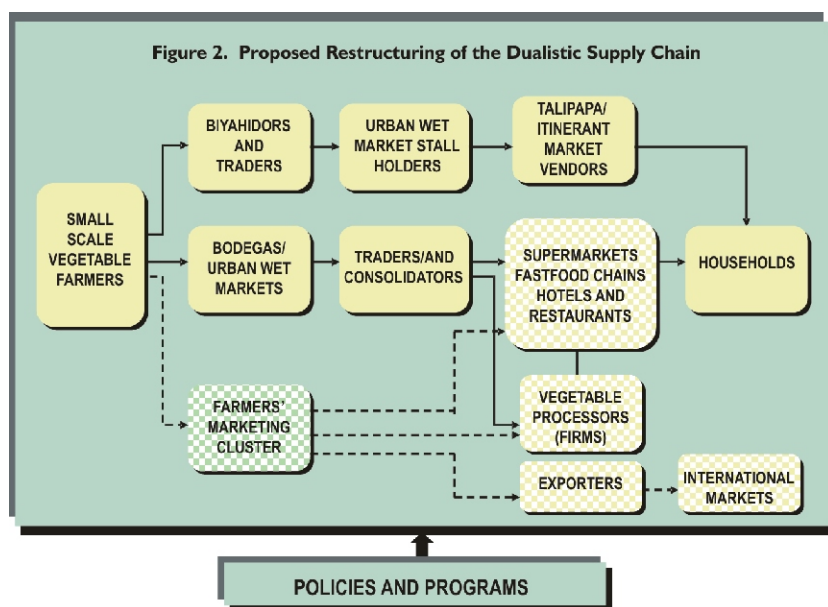 Figure 2. Proposed Restructuring of the Dualistic Supply Chain
BIYAHIDORS
AND
TRADERS
URBAN WET
MARKET STALL
HOLDERS
TALIPAPA/
ITINERANT
MARKET
VENDORS
SMALL
SCALE
VEGETABLE
FARMERS
BODEGAS/
URBAN WET
MARKETS
TRADERS/AND
CONSOLIDATORS
SUPERMARKETS
FASTFOOD CHAINS
HOTELS AND
RESTAURANTS
HOUSEHOLDS
FARMERS’
MARKETING
CLUSTER
VEGETABLE
PROCESSORS
(FIRMS)
EXPORTERS
INTERNATIONAL
MARKETS
POLICIES AND PROGRAMS